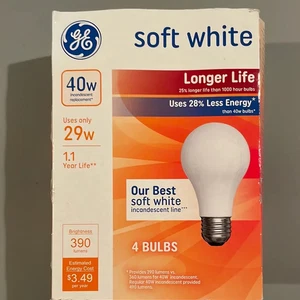 GE
soft white
40w
incandescent
replacement*
Longer Life
25% longer life than 1000 hour bulbs
Uses 28% Less Energy*
than 40w bulbs*
Uses only
29w
1.1
Year Life**
Our Best
soft white
incandescent line***
Brightness
390
lumens
4 BULBS
Estimated
Energy Cost
$3.49
per year